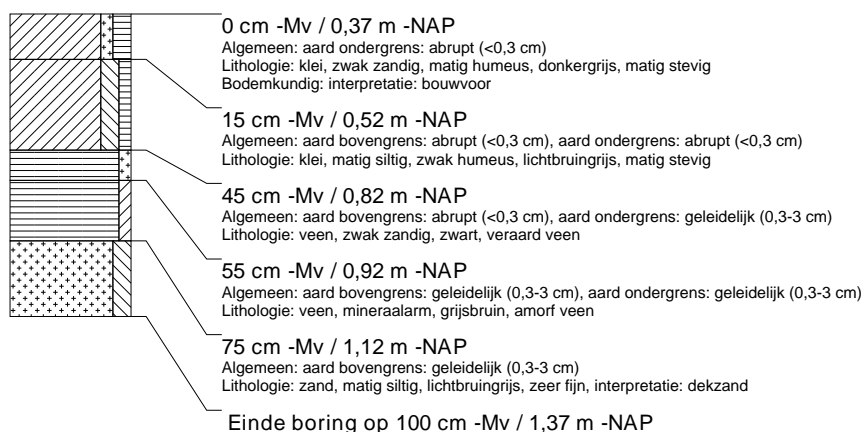 0 cm -Mv / 0,37 m -NAP
Algemeen: aard ondergrens: abrupt (<0,3 cm)
Lithologie: klei, zwak zandig, matig humeus, donkergrijs, matig stevig
Bodemkundig: interpretatie: bouwvoor
15 cm -Mv / 0,52 m -NAP
Algemeen: aard bovengrens: abrupt (<0,3 cm), aard ondergrens: abrupt (<0,3 cm)
Lithologie: klei, matig siltig, zwak humeus, lichtbruingrijs, matig stevig
45 cm -Mv / 0,82 m -NAP
Algemeen: aard bovengrens: abrupt (<0,3 cm), aard ondergrens: geleidelijk (0,3-3 cm)
Lithologie: veen, zwak zandig, zwart, veraard veen
55 cm -Mv / 0,92 m -NAP
Algemeen: aard bovengrens: geleidelijk (0,3-3 cm), aard ondergrens: geleidelijk (0,3-3 cm)
Lithologie: veen, mineraalarm, grijsbruin, amorf veen
75 cm -Mv / 1,12 m -NAP
Algemeen: aard bovengrens: geleidelijk (0,3-3 cm)
Lithologie: zand, matig siltig, lichtbruingrijs, zeer fijn, interpretatie: dekzand
Einde boring op 100 cm -Mv / 1,37 m -NAP